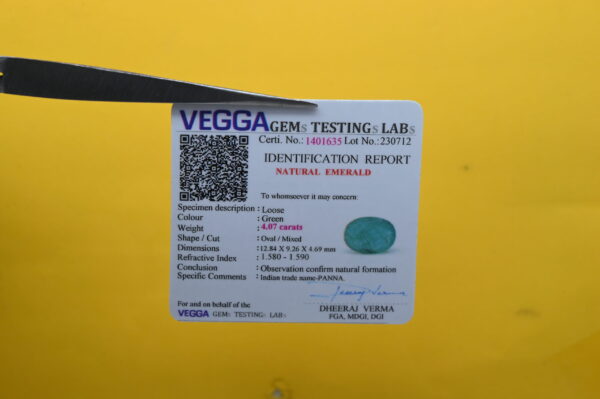 VEGGA GEMs TESTINGs LABs
Certi. No.: 1401635 Lot No.: 230712
IDENTIFICATION REPORT
NATURAL EMERALD
To whomsoever it may concern:
Specimen description : Loose
Colour : Green
Weight : 4.07 carats
Shape / Cut : Oval / Mixed
Dimensions : 12.84 X 9.26 X 4.69 mm
Refractive Index : 1.580 - 1.590
Conclusion : Observation confirm natural formation
Specific Comments : Indian trade name-PANNA.
For and on behalf of the
VEGGA GEMs TESTINGs LABs
DHEERAJ VERMA
FGA, MDGI, DGI